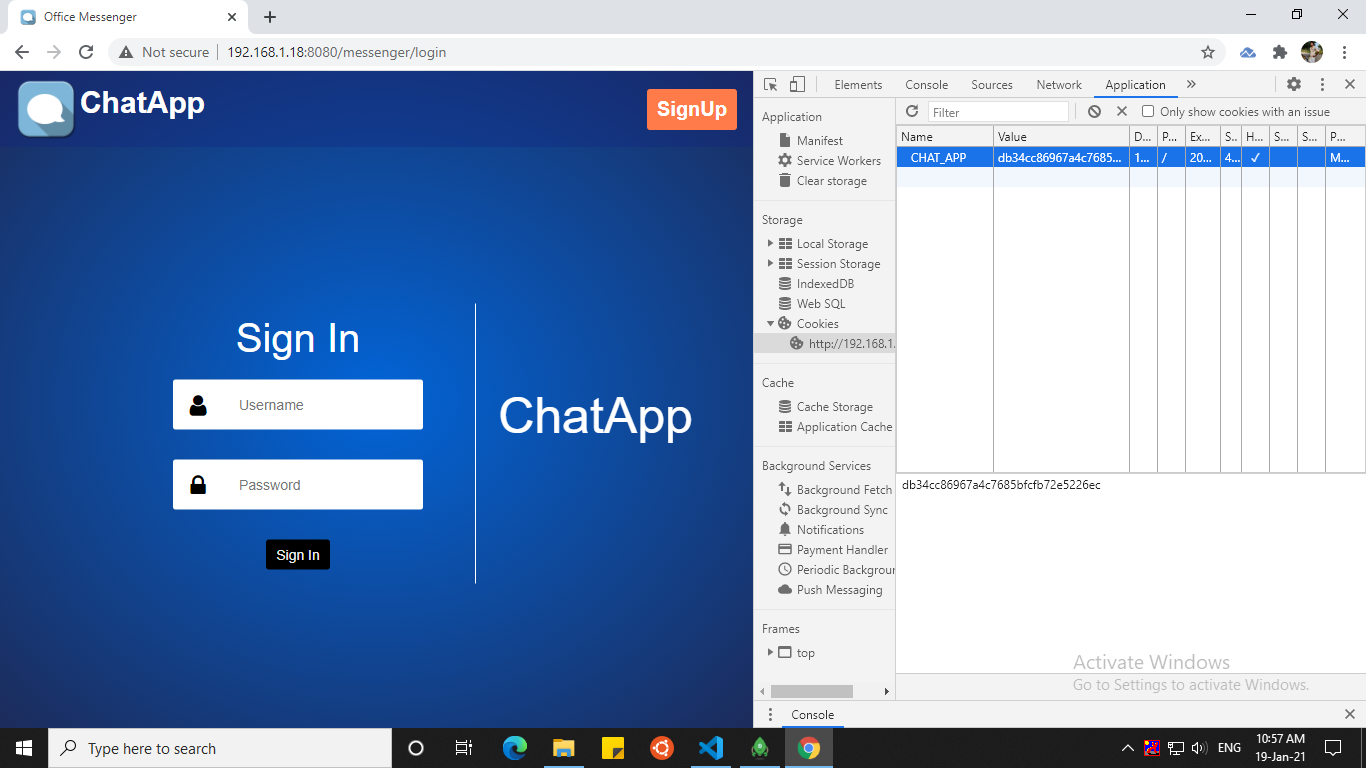 Office Messenger
Not secure
192.168.1.18:8080/messenger/login
ChatApp
SignUp
Sign In
Username
Password
Sign In
ChatApp
Elements Console Sources Network Application
Application
Manifest
Service Workers
Clear storage
Storage
Local Storage
Session Storage
IndexedDB
Web SQL
Cookies
http://192.168.1.
Cache
Cache Storage
Application Cache
Background Services
Background Fetch
Background Sync
Notifications
Payment Handler
Periodic Backgrour
Push Messaging
Frames
top
Filter
Only show cookies with an issue
Name Value D... P... Ex... S.. H... S... S... P...
CHAT_APP db34cc86967a4c7685... 1... / 20... 4... ✓ M...
db34cc86967a4c7685bfcfb72e5226ec
Activate Windows
Go to Settings to activate Windows.
Console
Type here to search
ENG
10:57 AM
19-Jan-21